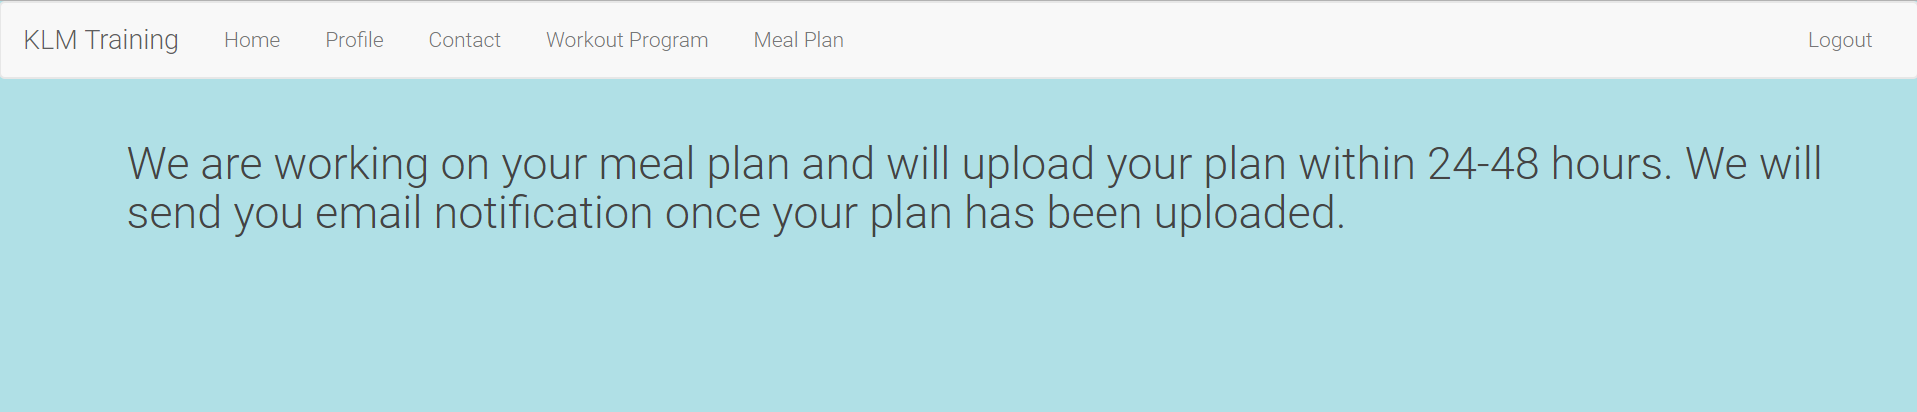 KLM Training Home Profile Contact Workout Program Meal Plan Logout
We are working on your meal plan and will upload your plan within 24-48 hours. We will
send you email notification once your plan has been uploaded.